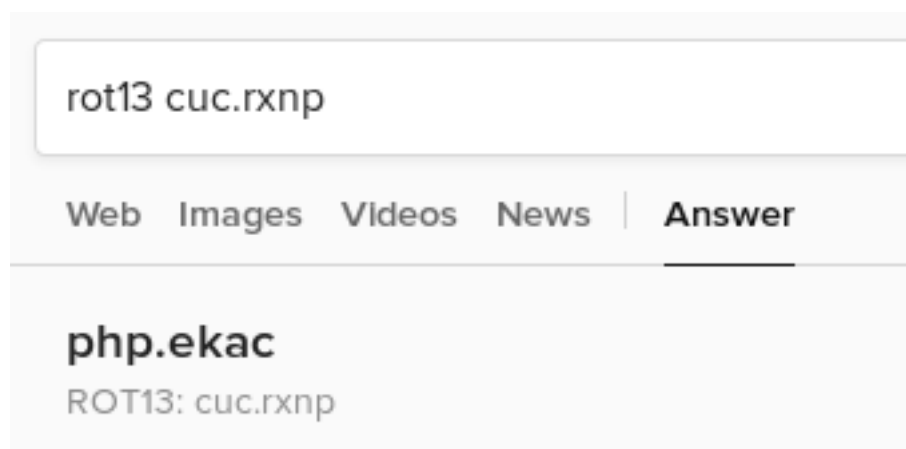 rot13 cuc.rxnp
Web Images Videos News Answer
php.ekac
ROT13: cuc.rxnp